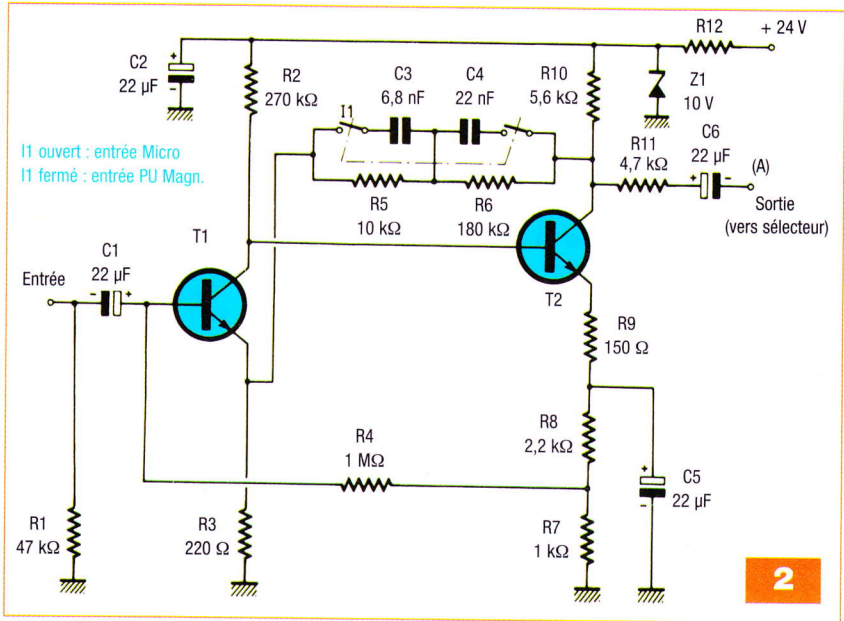 R12
+ 24 V
C2
22 µF
+
-
R2
270 kΩ
C3
6,8 nF
C4
22 nF
R10
5,6 kΩ
Z1
10 V
I1
I1 ouvert : entrée Micro
I1 fermé : entrée PU Magn.
R5
10 kΩ
R6
180 kΩ
R11
4,7 kΩ
C6
22 µF
+
-
(A)
Sortie
(vers sélecteur)
T1
T2
Entrée
C1
22 µF
-
+
R9
150 Ω
R8
2,2 kΩ
R4
1 MΩ
C5
22 µF
+
-
R1
47 kΩ
R3
220 Ω
R7
1 kΩ
2